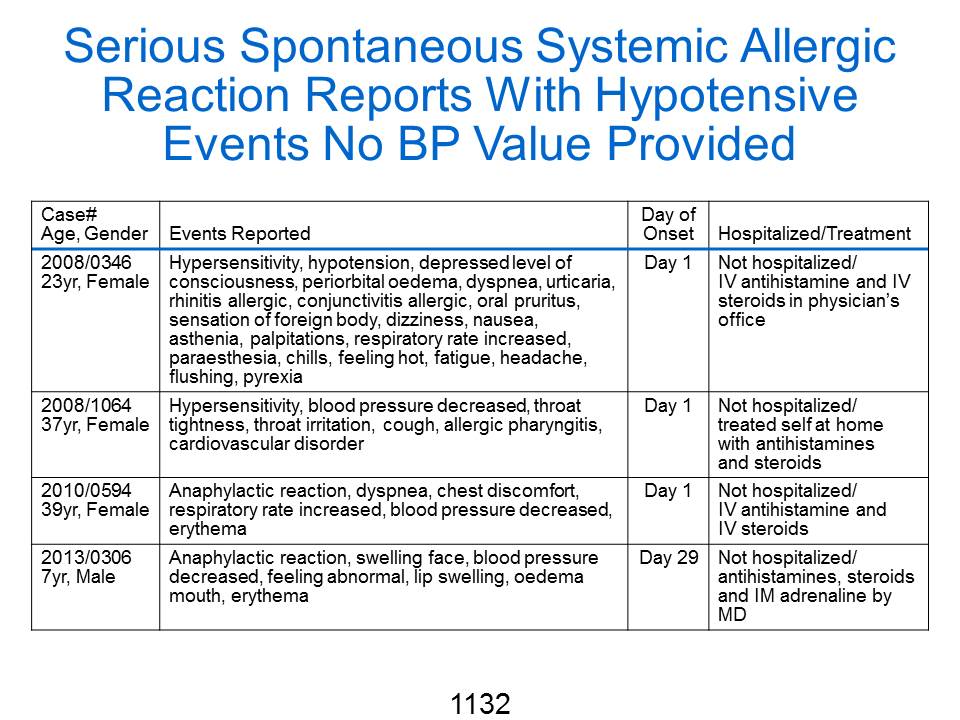 Serious Spontaneous Systemic Allergic
Reaction Reports With Hypotensive
Events No BP Value Provided
Case#
Age, Gender
Events Reported
Day of
Onset
Hospitalized/Treatment
2008/0346
23yr, Female
Hypersensitivity, hypotension, depressed level of
consciousness, periorbital oedema, dyspnea, urticaria,
rhinitis allergic, conjunctivitis allergic, oral pruritus,
sensation of foreign body, dizziness, nausea,
asthenia, palpitations, respiratory rate increased,
paraesthesia, chills, feeling hot, fatigue, headache,
flushing, pyrexia
Day 1
Not hospitalized/
IV antihistamine and IV
steroids in physician's
office
2008/1064
37yr, Female
Hypersensitivity, blood pressure decreased, throat
tightness, throat irritation, cough, allergic pharyngitis,
cardiovascular disorder
Day 1
Not hospitalized/
treated self at home
with antihistamines
and steroids
2010/0594
39yr, Female
Anaphylactic reaction, dyspnea, chest discomfort,
respiratory rate increased, blood pressure decreased,
erythema
Day 1
Not hospitalized/
IV antihistamine and
IV steroids
2013/0306
7yr, Male
Anaphylactic reaction, swelling face, blood pressure
decreased, feeling abnormal, lip swelling, oedema
mouth, erythema
Day 29
Not hospitalized/
antihistamines, steroids
and IM adrenaline by
MD
1132